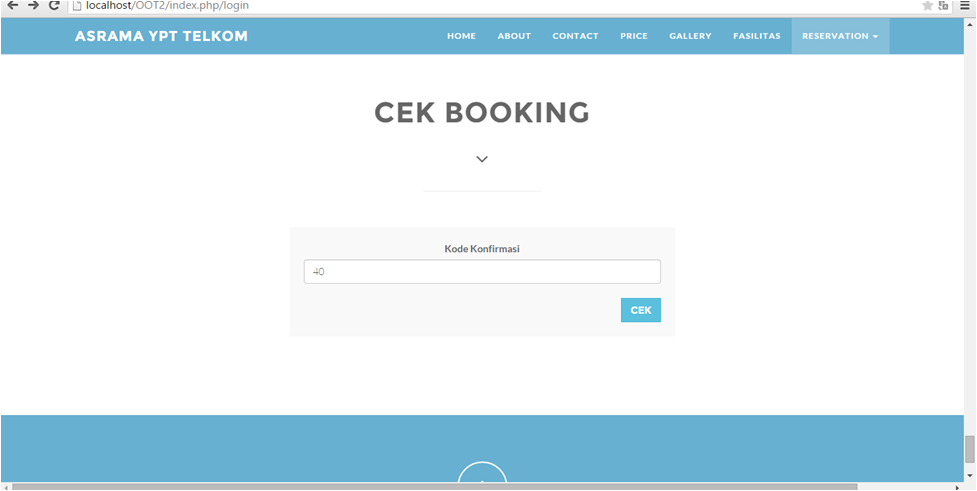 localhost/OOT2/index.php/login
ASRAMA YPT TELKOM HOME ABOUT CONTACT PRICE GALLERY FASILITAS RESERVATION
CEK BOOKING
Kode Konfirmasi
40
CEK